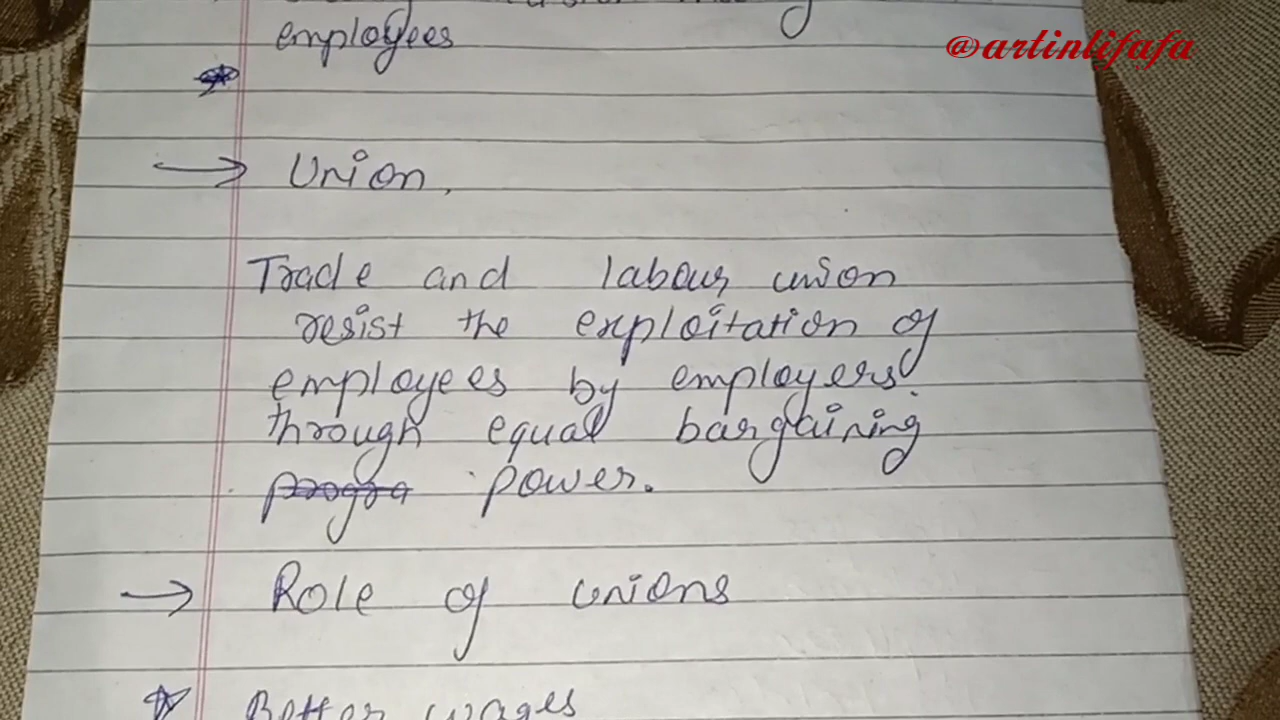 employees
@artinlifafa
→ Union.
Trade and labour union
resist the exploitation of
employees by employers.
through equal bargaining
power.
→ Role of unions
☆ Better wages